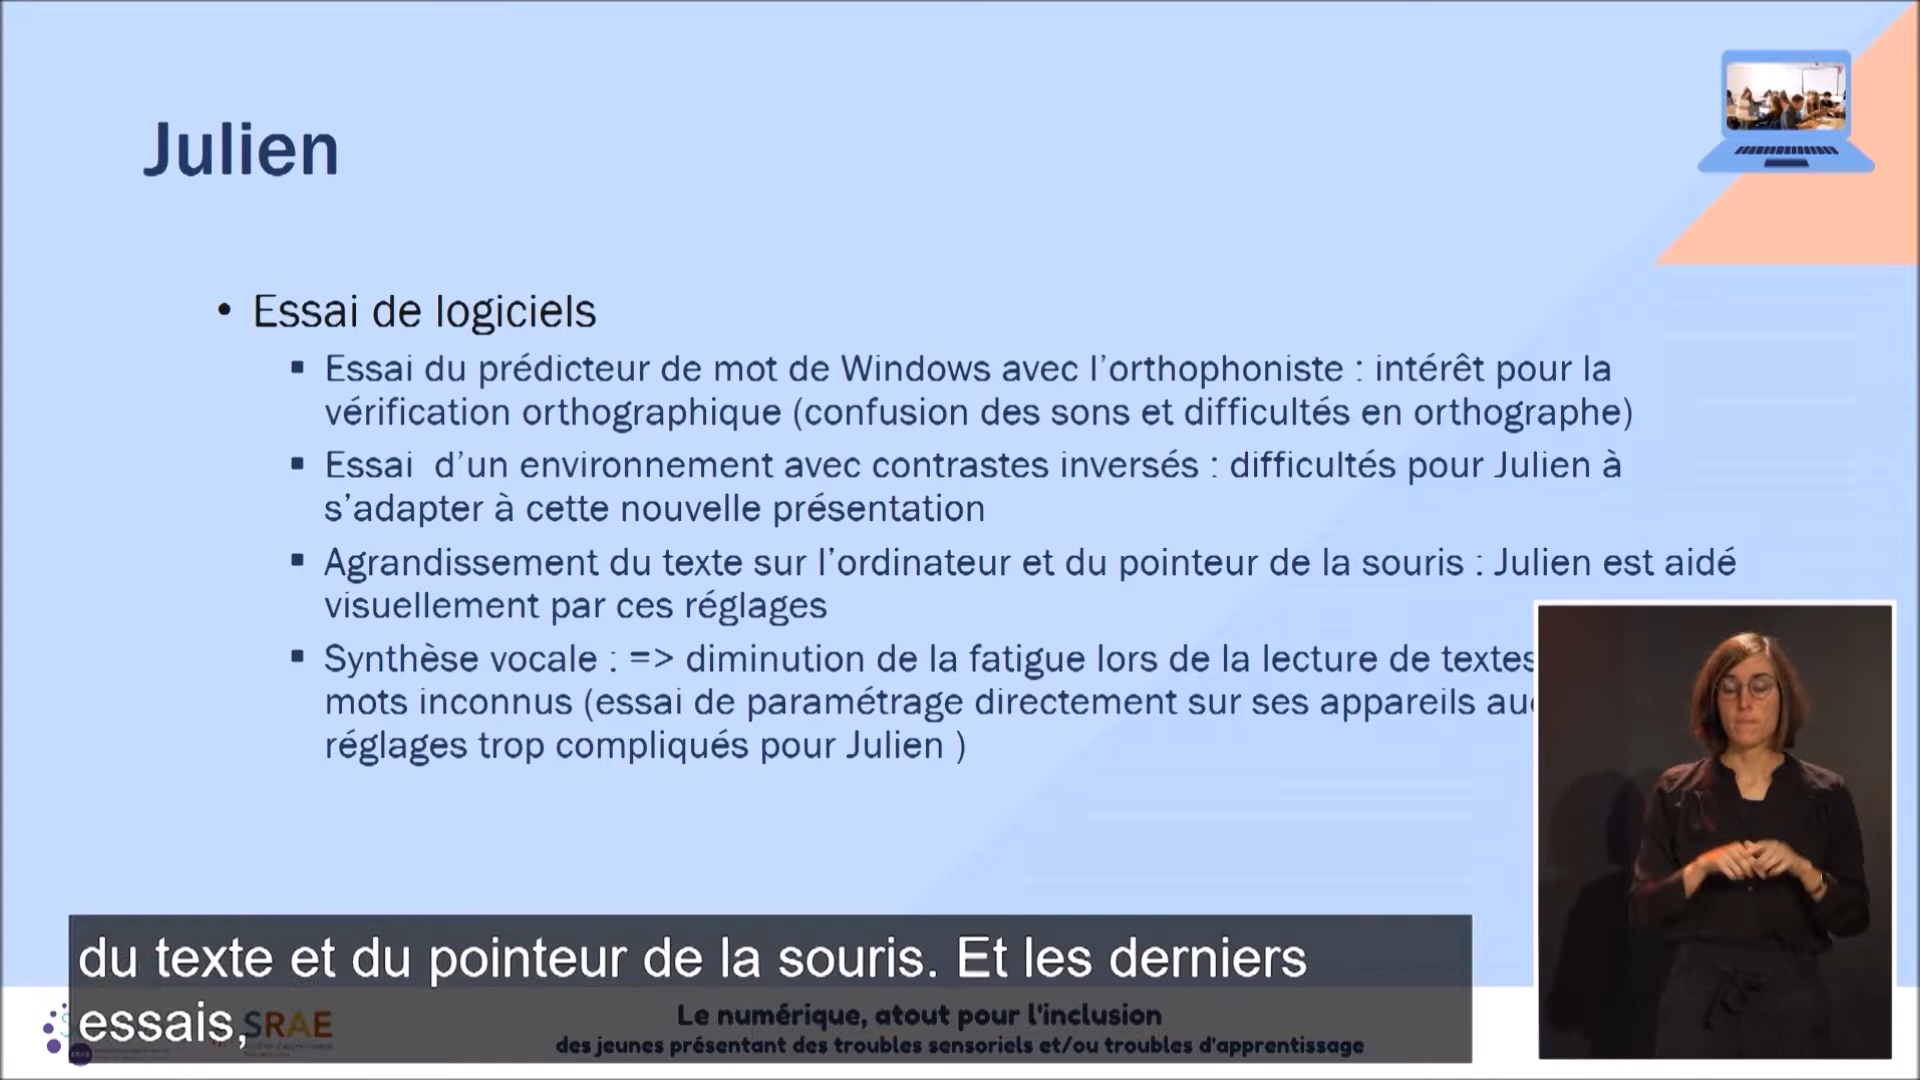 Julien
• Essai de logiciels
▪ Essai du prédicteur de mot de Windows avec l’orthophoniste : intérêt pour la
vérification orthographique (confusion des sons et difficultés en orthographe)
▪ Essai d’un environnement avec contrastes inversés : difficultés pour Julien à
s’adapter à cette nouvelle présentation
▪ Agrandissement du texte sur l’ordinateur et du pointeur de la souris : Julien est aidé
visuellement par ces réglages
▪ Synthèse vocale : => diminution de la fatigue lors de la lecture de textes
mots inconnus (essai de paramétrage directement sur ses appareils
réglages trop compliqués pour Julien )
du texte et du pointeur de la souris. Et les derniers
essais,
SRAE
Le numérique, atout pour l'inclusion
des jeunes présentant des troubles sensoriels et/ou troubles d'apprentissage